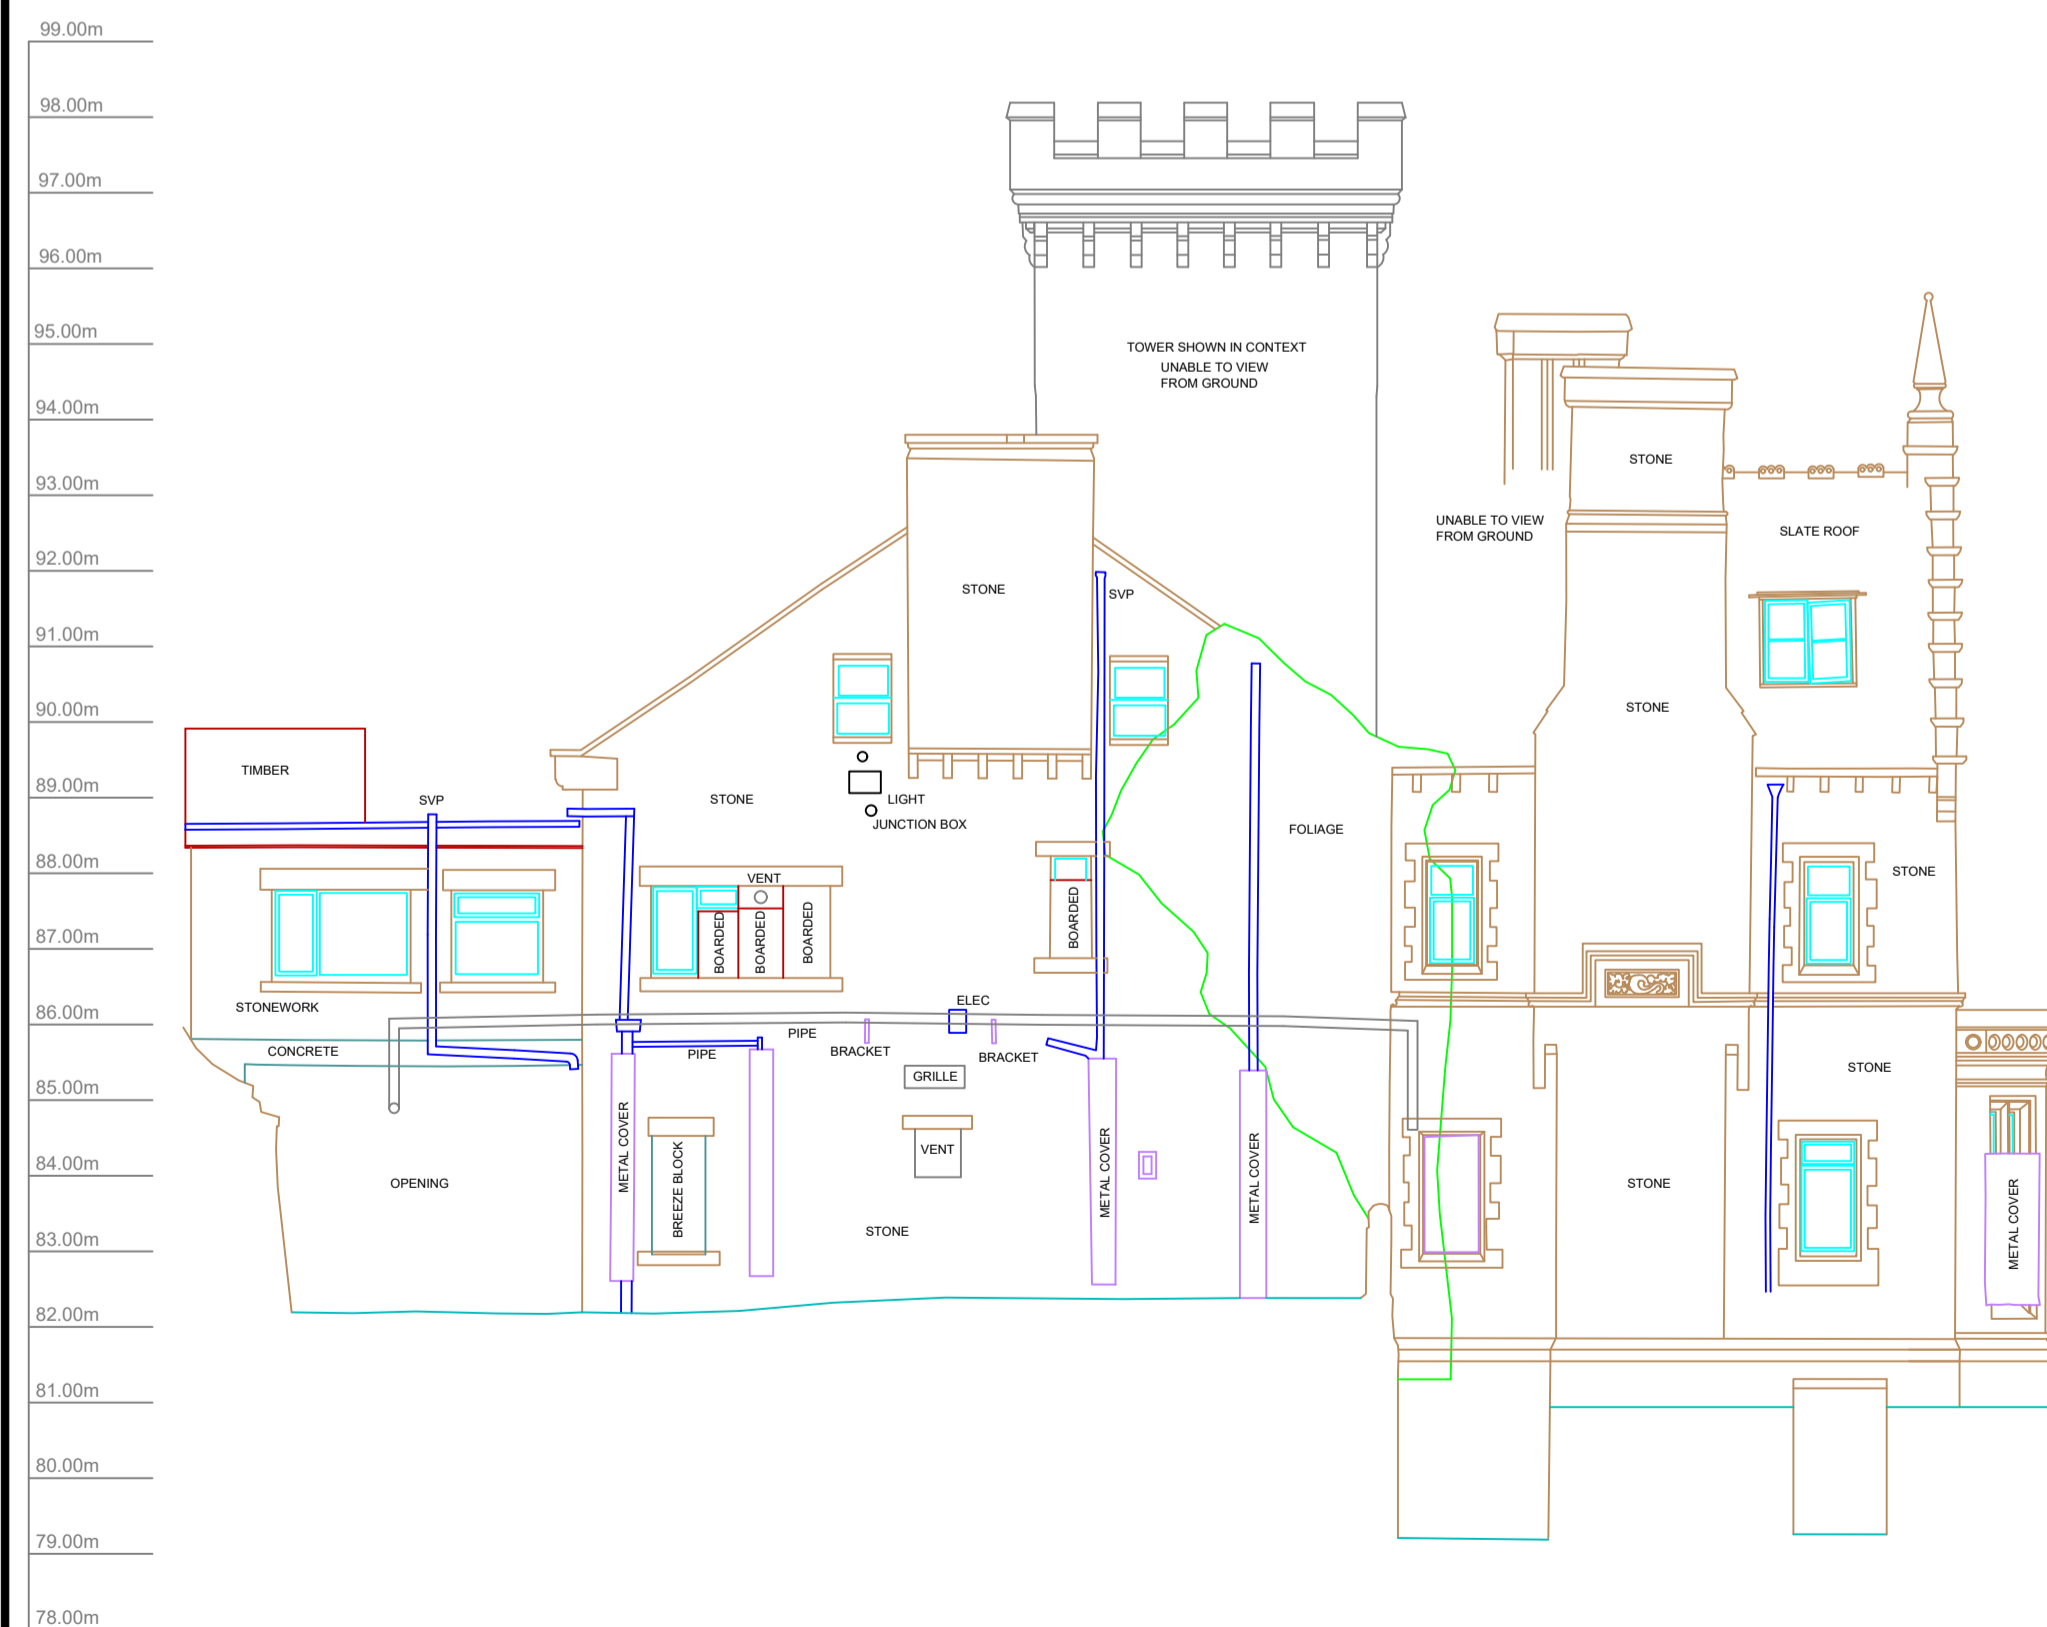 99.00m
98.00m
97.00m
96.00m
95.00m
94.00m
93.00m
92.00m
91.00m
90.00m
89.00m
88.00m
87.00m
86.00m
85.00m
84.00m
83.00m
82.00m
81.00m
80.00m
79.00m
78.00m
TOWER SHOWN IN CONTEXT
UNABLE TO VIEW
FROM GROUND
STONE
UNABLE TO VIEW
FROM GROUND
SLATE ROOF
STONE
SVP
STONE
TIMBER
SVP
STONE
LIGHT
JUNCTION BOX
FOLIAGE
VENT
BOARDED
BOARDED
BOARDED
BOARDED
STONE
STONEWORK
ELEC
CONCRETE
PIPE
PIPE
BRACKET
BRACKET
GRILLE
STONE
METAL COVER
BREEZE BLOCK
VENT
METAL COVER
METAL COVER
OPENING
STONE
STONE
METAL COVER